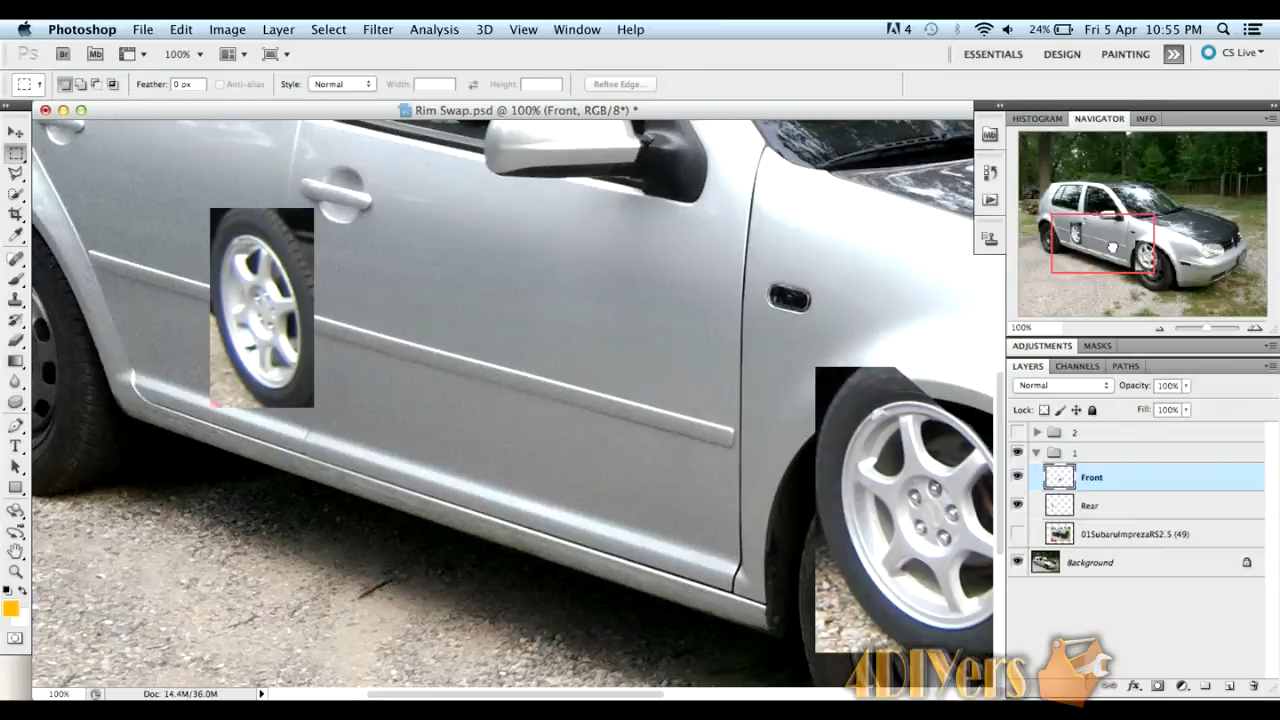 Photoshop File Edit Image Layer Select Filter Analysis 3D View Window Help 4 24% Fri 5 Apr 10:55 PM
Ps Br Mb 100% ESSENTIALS DESIGN PAINTING CS Live
Feather: 0 px Anti-alias Style: Normal Width: Height: Refine Edge...
Rim Swap.psd @ 100% (Front, RGB/8*) *
HISTOGRAM NAVIGATOR INFO
Mb
100%
ADJUSTMENTS MASKS
LAYERS CHANNELS PATHS
Normal Opacity: 100%
Lock: Fill: 100%
2
1
Front
Rear
01SubaruImprezaRS2.5 (49)
Background
4DIYers
100% Doc: 14.4M/36.0M